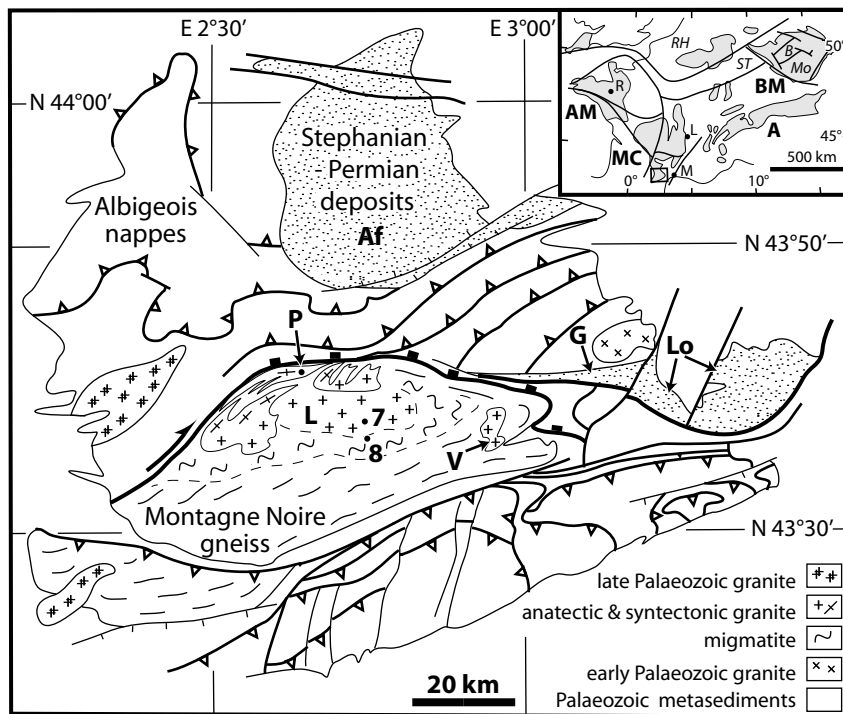 E 2°30′
E 3°00′
N 44°00′
RH
ST
B
Mo
50°
BM
R
AM
A
L
45°
MC
M
500 km
0°
10°
Stephanian
- Permian
deposits
Af
Albigeois
nappes
N 43°50′
P
G
Lo
L
7
8
V
Montagne Noire
gneiss
N 43°30′
late Palaeozoic granite
anatectic & syntectonic granite
migmatite
early Palaeozoic granite
20 km
Palaeozoic metasediments